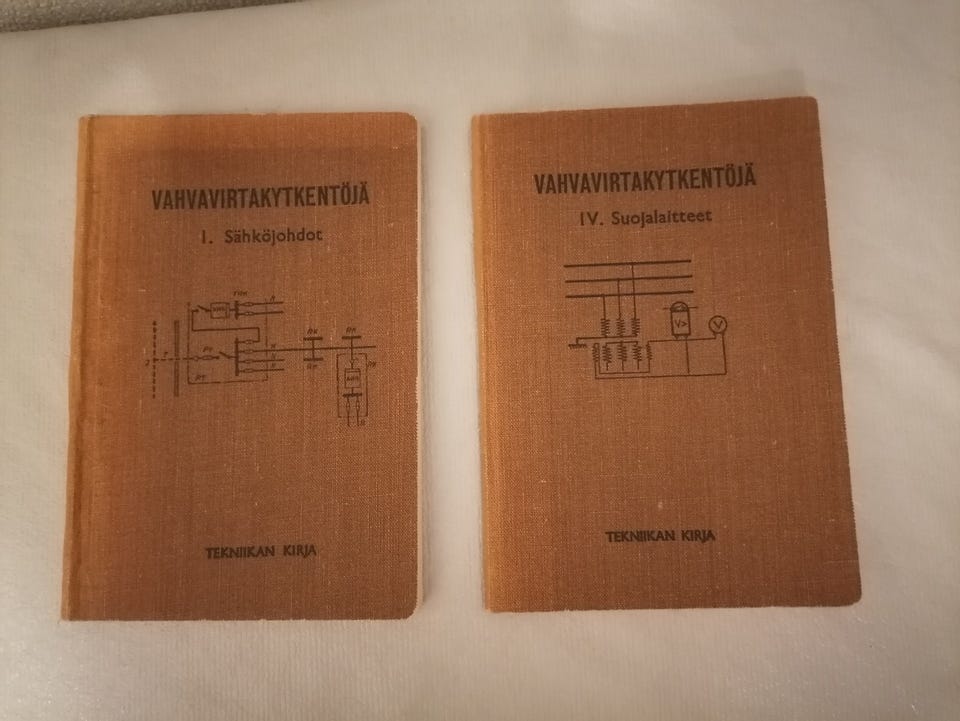 VAHVAVIRTAKYTKENTÖJÄ
I. Sähköjohdot
TEKNIIKAN KIRJA
VAHVAVIRTAKYTKENTÖJÄ
IV. Suojalaitteet
V>
V
TEKNIIKAN KIRJA